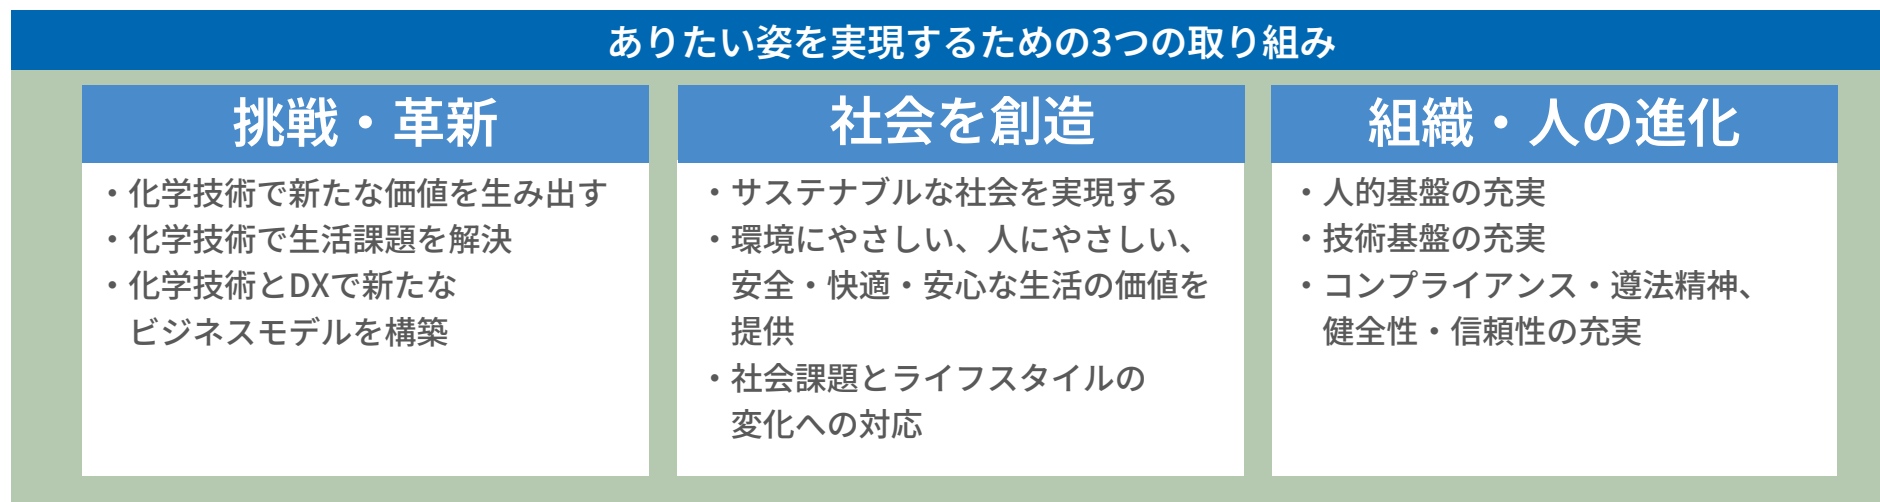 ありたい姿を実現するための3つの取り組み
挑戦・革新
・化学技術で新たな価値を生み出す
・化学技術で生活課題を解決
・化学技術とDXで新たな
ビジネスモデルを構築
社会を創造
・サステナブルな社会を実現する
・環境にやさしい、人にやさしい、
安全・快適・安心な生活の価値を
提供
・社会課題とライフスタイルの
変化への対応
組織・人の進化
・人的基盤の充実
・技術基盤の充実
・コンプライアンス・遵法精神、
健全性・信頼性の充実